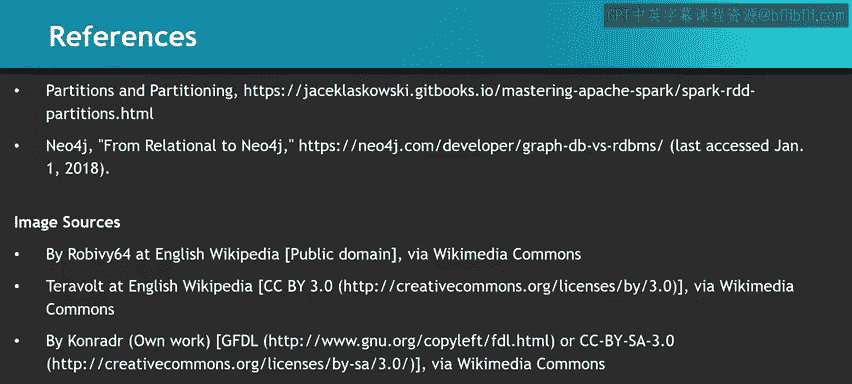 GPT中英字幕课程资源@bilibili.com
References
• Partitions and Partitioning, https://jaceklaskowski.gitbooks.io/mastering-apache-spark/spark-rdd-
partitions.html
• Neo4j, "From Relational to Neo4j," https://neo4j.com/developer/graph-db-vs-rdbms/ (last accessed Jan.
1, 2018).
Image Sources
• By Robivy64 at English Wikipedia [Public domain], via Wikimedia Commons
• Teravolt at English Wikipedia [CC BY 3.0 (http://creativecommons.org/licenses/by/3.0)], via Wikimedia
Commons
• By Konradr (Own work) [GFDL (http://www.gnu.org/copyleft/fdl.html) or CC-BY-SA-3.0
(http://creativecommons.org/licenses/by-sa/3.0/)], via Wikimedia Commons